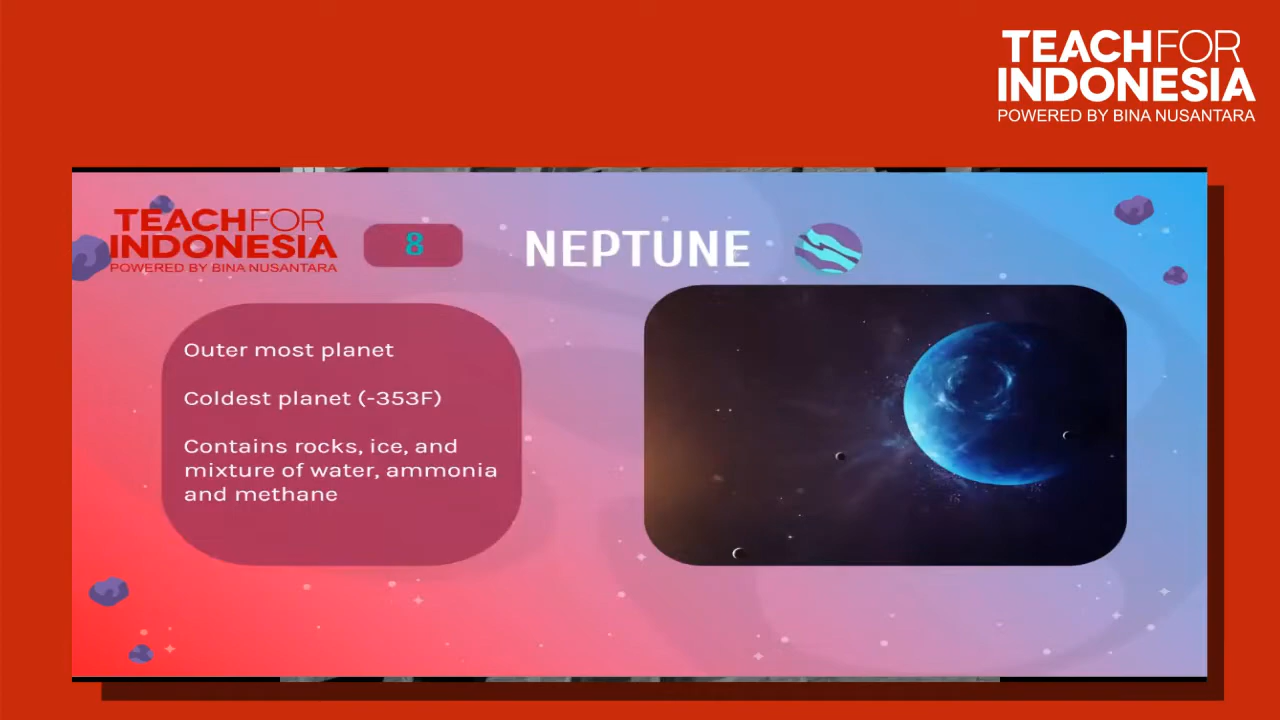 TEACHFOR
INDONESIA
POWERED BY BINA NUSANTARA
TEACHFOR
INDONESIA
POWERED BY BINA NUSANTARA
8
NEPTUNE
Outer most planet
Coldest planet (-353F)
Contains rocks, ice, and
mixture of water, ammonia
and methane